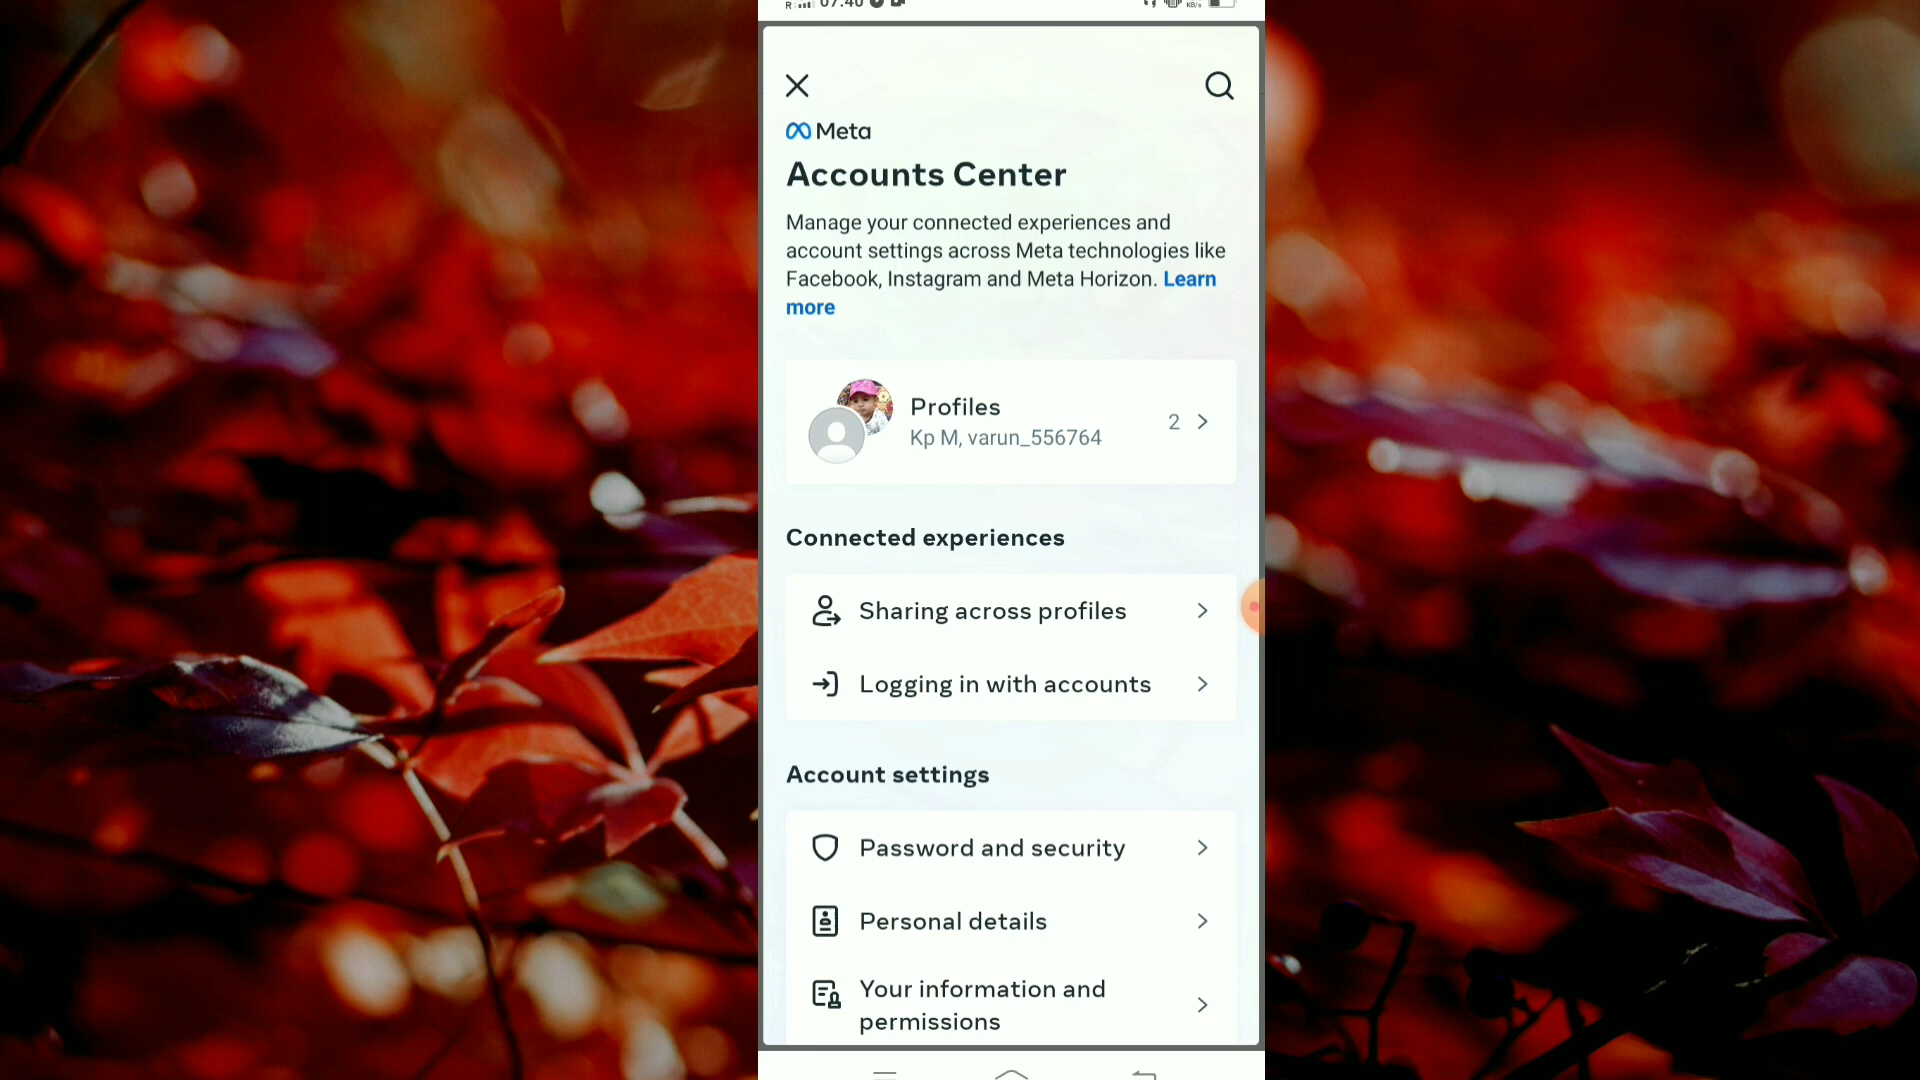 07:40
Meta
Accounts Center
Manage your connected experiences and
account settings across Meta technologies like
Facebook, Instagram and Meta Horizon. Learn
more
Profiles
Kp M, varun_556764
2
Connected experiences
Sharing across profiles
Logging in with accounts
Account settings
Password and security
Personal details
Your information and
permissions